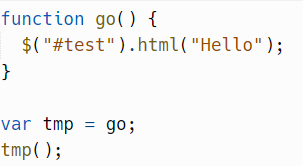 function go() {
  $("#test").html("Hello");
}

var tmp = go;
tmp();